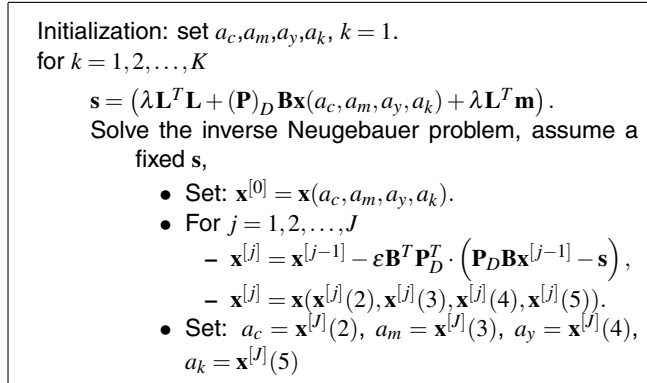 Initialization: set a_c,a_m,a_y,a_k, k = 1.
for k = 1,2,...,K
s = (λL^T L + (P)_D Bx(a_c,a_m,a_y,a_k) + λL^T m).
Solve the inverse Neugebauer problem, assume a
fixed s,
• Set: x^[0] = x(a_c,a_m,a_y,a_k).
• For j = 1,2,...,J
– x^[j] = x^[j−1] − εB^T P_D^T · (P_D Bx^[j−1] − s),
– x^[j] = x(x^[j](2),x^[j](3),x^[j](4),x^[j](5)).
• Set: a_c = x^[J](2), a_m = x^[J](3), a_y = x^[J](4),
a_k = x^[J](5)